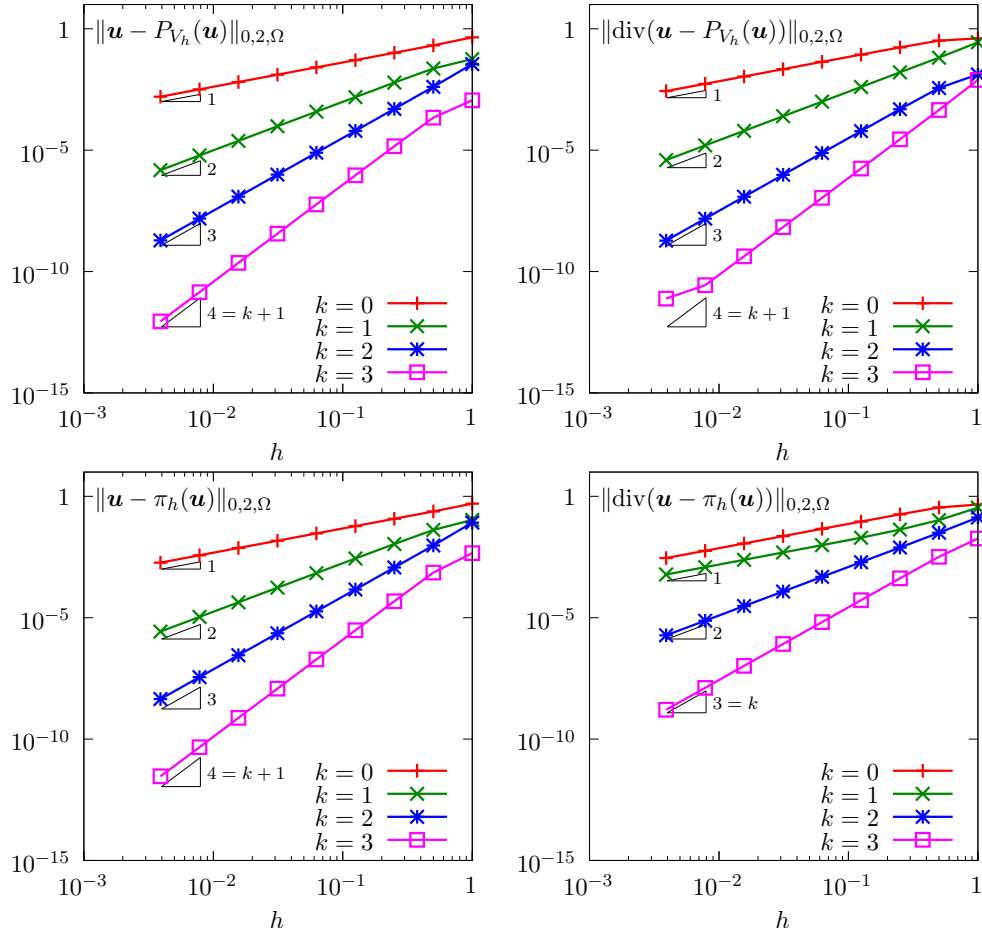 ‖𝒖 − P_{V_h}(𝒖)‖_{0,2,Ω}
1
10^{−5}
10^{−10}
10^{−15}
1
2
3
4 = k + 1
k = 0
k = 1
k = 2
k = 3
10^{−3}
10^{−2}
10^{−1}
1
h
‖div(𝒖 − P_{V_h}(𝒖))‖_{0,2,Ω}
1
10^{−5}
10^{−10}
10^{−15}
1
2
3
4 = k + 1
k = 0
k = 1
k = 2
k = 3
10^{−3}
10^{−2}
10^{−1}
1
h
‖𝒖 − π_h(𝒖)‖_{0,2,Ω}
1
10^{−5}
10^{−10}
10^{−15}
1
2
3
4 = k + 1
k = 0
k = 1
k = 2
k = 3
10^{−3}
10^{−2}
10^{−1}
1
h
‖div(𝒖 − π_h(𝒖))‖_{0,2,Ω}
1
10^{−5}
10^{−10}
10^{−15}
1
1
2
3 = k
k = 0
k = 1
k = 2
k = 3
10^{−3}
10^{−2}
10^{−1}
1
h